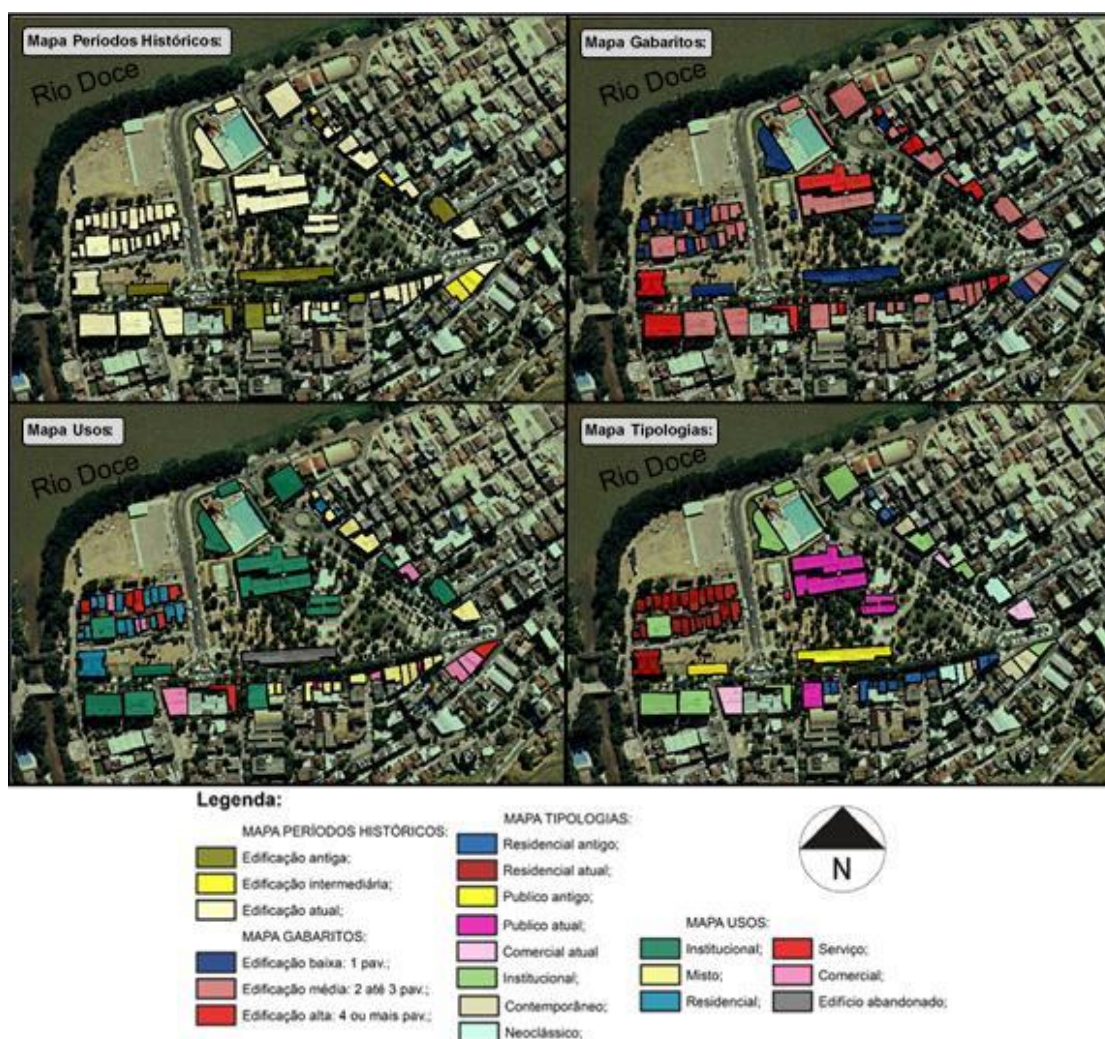 Mapa Períodos Históricos:
Rio Doce
Mapa Gabaritos:
Rio Doce
Mapa Usos:
Rio Doce
Mapa Tipologias:
Rio Doce
Legenda:
MAPA PERÍODOS HISTÓRICOS:
Edificação antiga;
Edificação intermediária;
Edificação atual;
MAPA GABARITOS:
Edificação baixa: 1 pav.;
Edificação média: 2 até 3 pav.;
Edificação alta: 4 ou mais pav.;
MAPA TIPOLOGIAS:
Residencial antigo;
Residencial atual;
Publico antigo;
Publico atual;
Comercial atual
Institucional;
Contemporâneo;
Neoclássico;
MAPA USOS:
Institucional;
Misto;
Residencial;
Serviço;
Comercial;
Edifício abandonado;
N